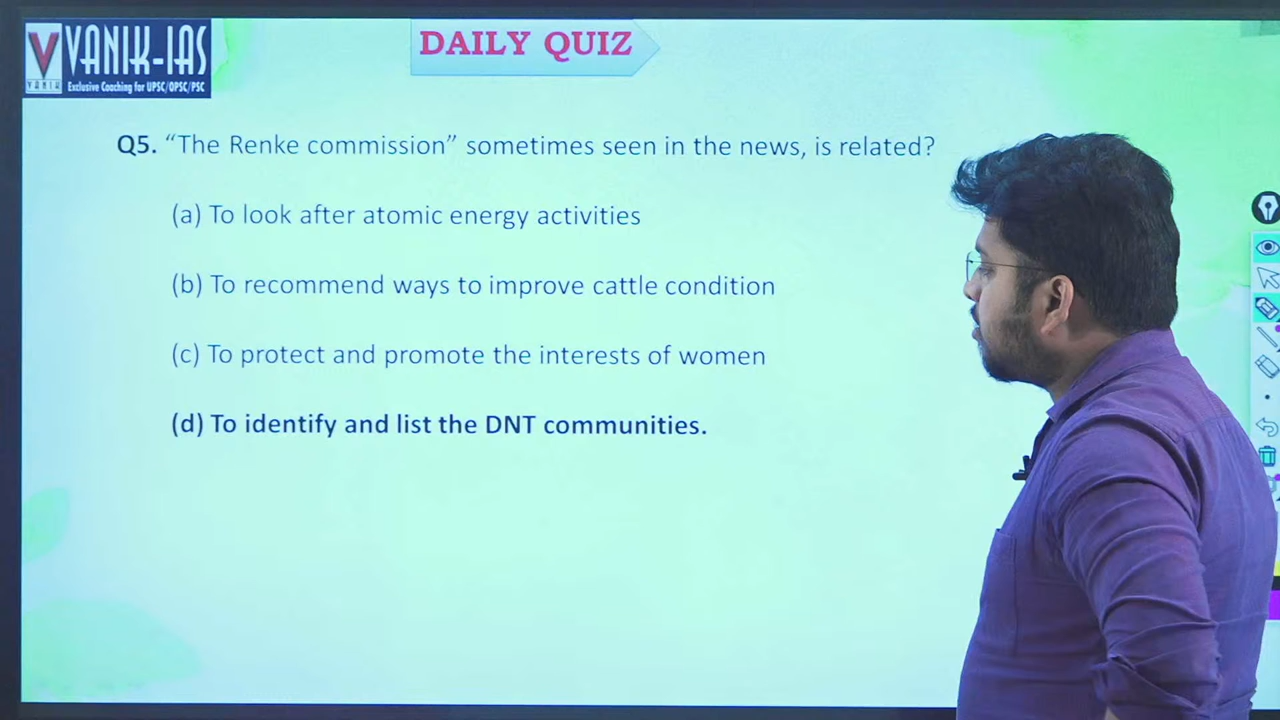 VANIK-IAS
VANIK
Exclusive Coaching for UPSC/OPSC/PSC
DAILY QUIZ
Q5. “The Renke commission” sometimes seen in the news, is related?
(a) To look after atomic energy activities
(b) To recommend ways to improve cattle condition
(c) To protect and promote the interests of women
(d) To identify and list the DNT communities.